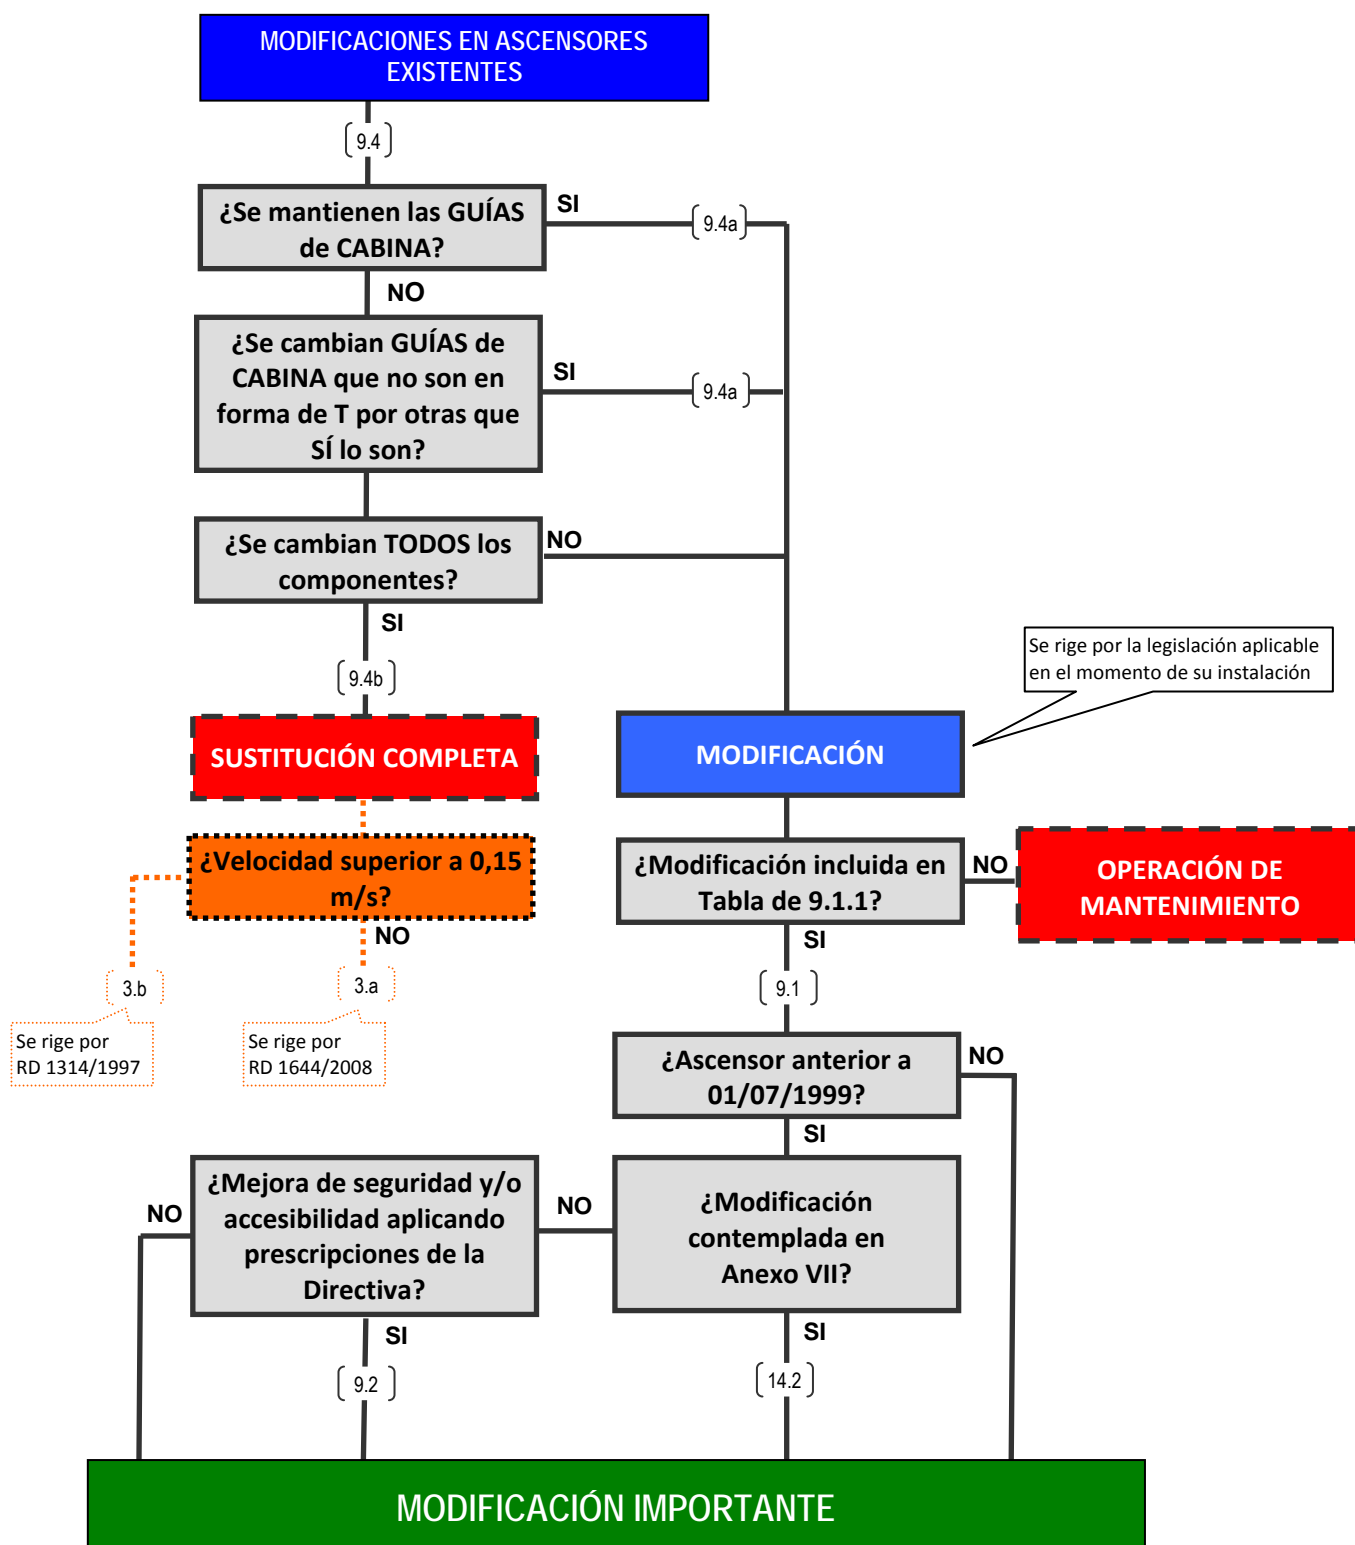 MODIFICACIONES EN ASCENSORES
EXISTENTES
9.4
¿Se mantienen las GUÍAS
de CABINA?
SI
9.4a
NO
¿Se cambian GUÍAS de
CABINA que no son en
forma de T por otras que
SÍ lo son?
SI
9.4a
¿Se cambian TODOS los
componentes?
NO
SI
9.4b
Se rige por la legislación aplicable
en el momento de su instalación
SUSTITUCIÓN COMPLETA
MODIFICACIÓN
¿Velocidad superior a 0,15
m/s?
NO
3.b
3.a
Se rige por
RD 1314/1997
Se rige por
RD 1644/2008
¿Modificación incluida en
Tabla de 9.1.1?
NO
OPERACIÓN DE
MANTENIMIENTO
SI
9.1
¿Ascensor anterior a
01/07/1999?
NO
SI
¿Modificación
contemplada en
Anexo VII?
NO
¿Mejora de seguridad y/o
accesibilidad aplicando
prescripciones de la
Directiva?
NO
SI
9.2
SI
14.2
MODIFICACIÓN IMPORTANTE